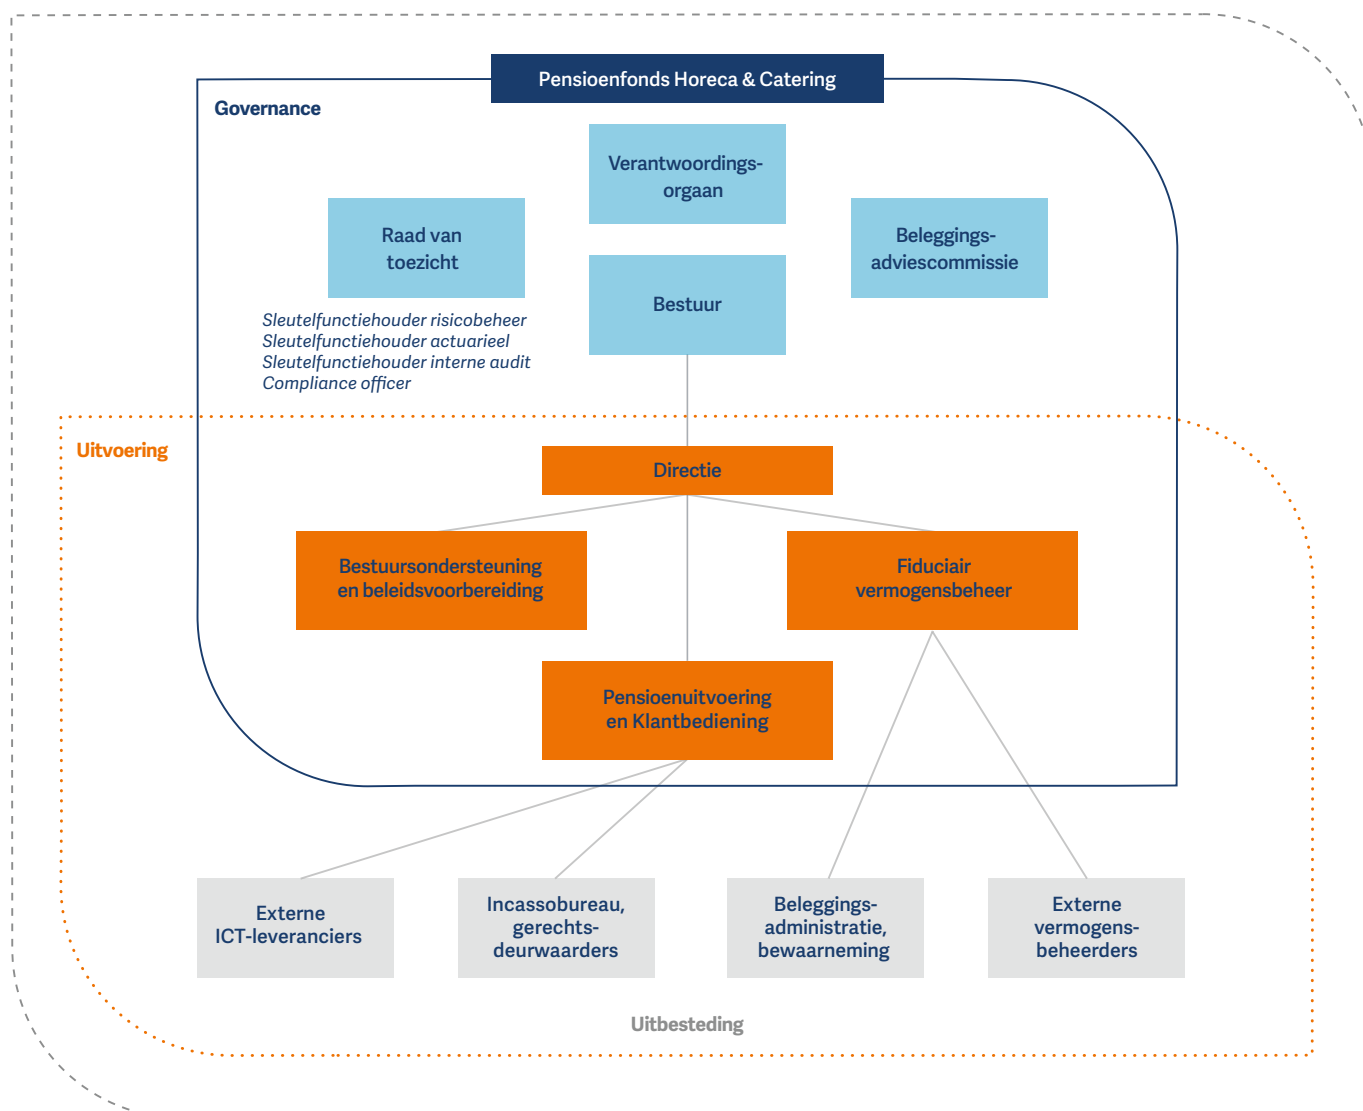 Pensioenfonds Horeca & Catering
Governance
Verantwoordings-
orgaan
Raad van
toezicht
Beleggings-
adviescommissie
Bestuur
Sleutelfunctiehouder risicobeheer
Sleutelfunctiehouder actuarieel
Sleutelfunctiehouder interne audit
Compliance officer
Uitvoering
Directie
Bestuursondersteuning
en beleidsvoorbereiding
Fiduciair
vermogensbeheer
Pensioenuitvoering
en Klantbediening
Externe
ICT-leveranciers
Incassobureau,
gerechts-
deurwaarders
Beleggings-
administratie,
bewaarneming
Externe
vermogens-
beheerders
Uitbesteding